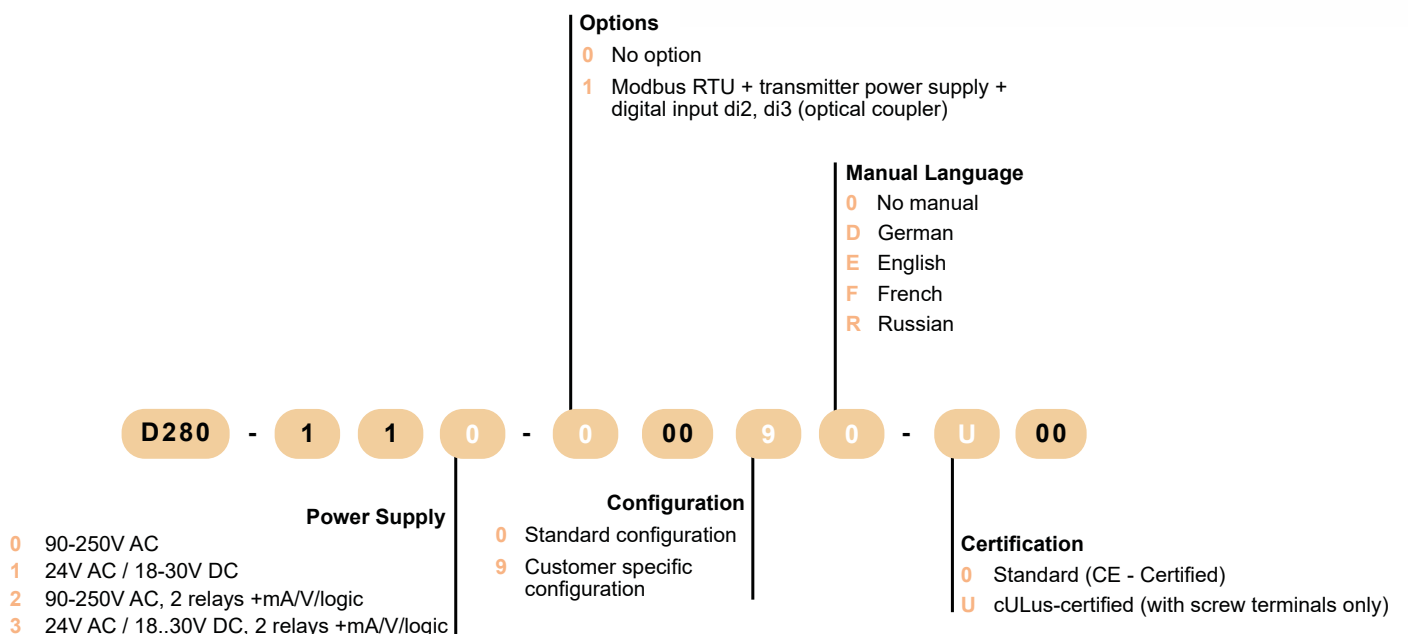 Options
0 No option
1 Modbus RTU + transmitter power supply +
digital input di2, di3 (optical coupler)
Manual Language
0 No manual
D German
E English
F French
R Russian
D280 - 1 1 0 - 0 00 9 0 - U 00
Power Supply
0 90-250V AC
1 24V AC / 18-30V DC
2 90-250V AC, 2 relays +mA/V/logic
3 24V AC / 18..30V DC, 2 relays +mA/V/logic
Configuration
0 Standard configuration
9 Customer specific
configuration
Certification
0 Standard (CE - Certified)
U cULus-certified (with screw terminals only)